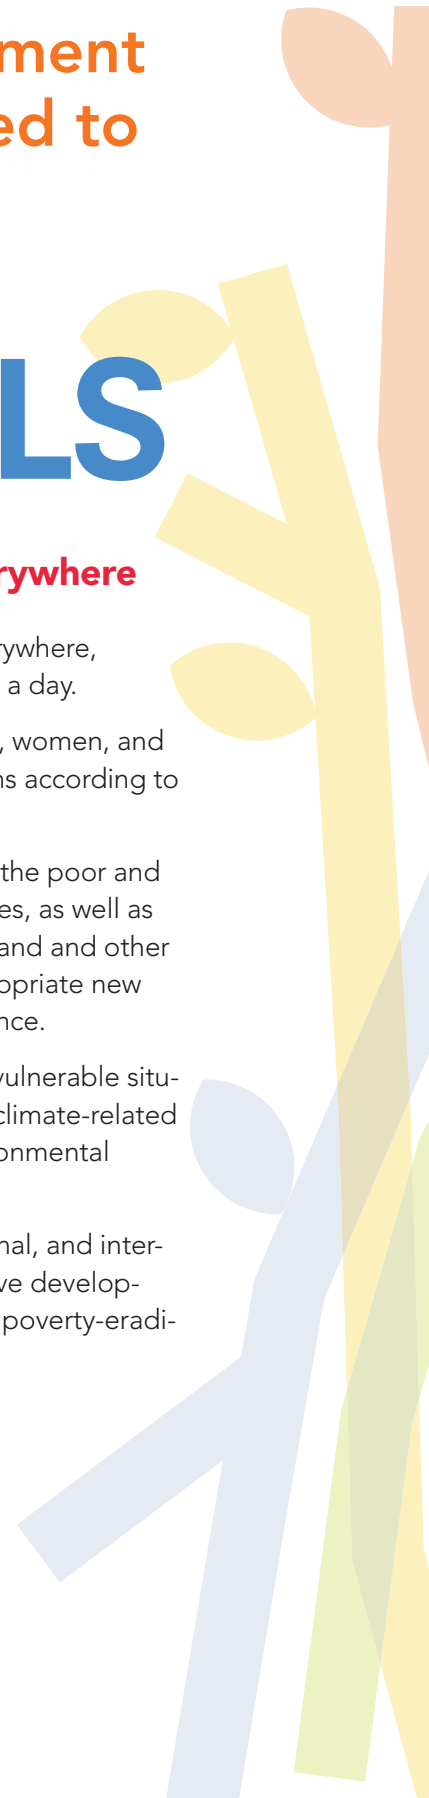 ment
ed to
LS
rywhere
rywhere,
a day.
, women, and
ns according to
the poor and
es, as well as
and and other
opriate new
nce.
vulnerable situ-
climate-related
onmental
nal, and inter-
ve develop-
poverty-eradi-